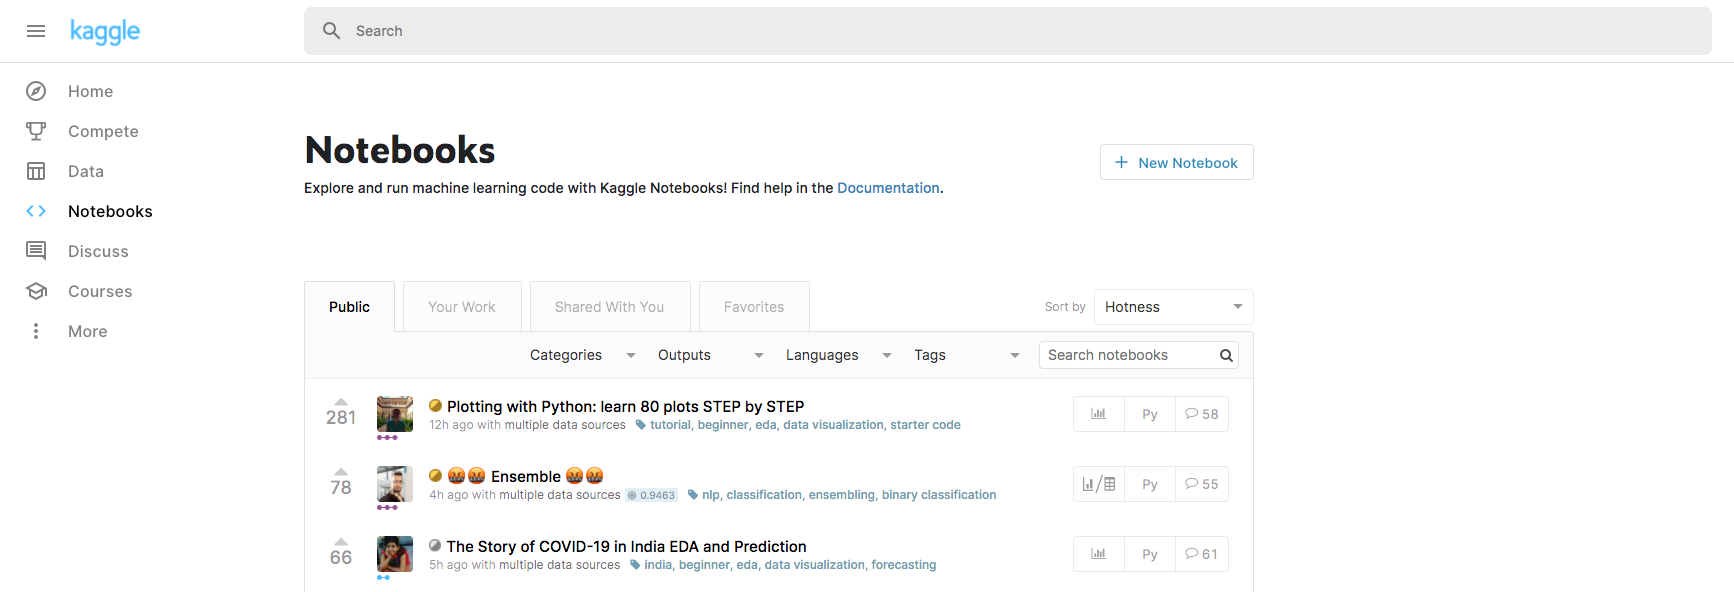 kaggle
Search
Home
Compete
Data
Notebooks
Discuss
Courses
More
Notebooks
Explore and run machine learning code with Kaggle Notebooks! Find help in the Documentation.
+ New Notebook
Public Your Work Shared With You Favorites Sort by Hotness
Categories Outputs Languages Tags Search notebooks
281 Plotting with Python: learn 80 plots STEP by STEP
12h ago with multiple data sources tutorial, beginner, eda, data visualization, starter code
Py 58
78 🤬🤬 Ensemble 🤬🤬
4h ago with multiple data sources 0.9463 nlp, classification, ensembling, binary classification
Py 55
66 The Story of COVID-19 in India EDA and Prediction
5h ago with multiple data sources india, beginner, eda, data visualization, forecasting
Py 61